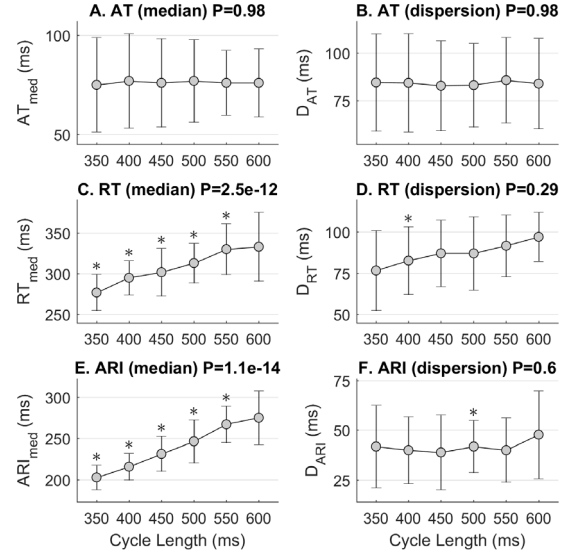 A. AT (median) P=0.98
100
50
AT_med (ms)
350 400 450 500 550 600
B. AT (dispersion) P=0.98
100
75
D_AT (ms)
350 400 450 500 550 600
C. RT (median) P=2.5e-12
350
300
250
RT_med (ms)
* * * * *
350 400 450 500 550 600
D. RT (dispersion) P=0.29
100
75
50
D_RT (ms)
*
350 400 450 500 550 600
E. ARI (median) P=1.1e-14
300
250
200
ARI_med (ms)
* * * * *
350 400 450 500 550 600
Cycle Length (ms)
F. ARI (dispersion) P=0.6
75
50
25
D_ARI (ms)
*
350 400 450 500 550 600
Cycle Length (ms)